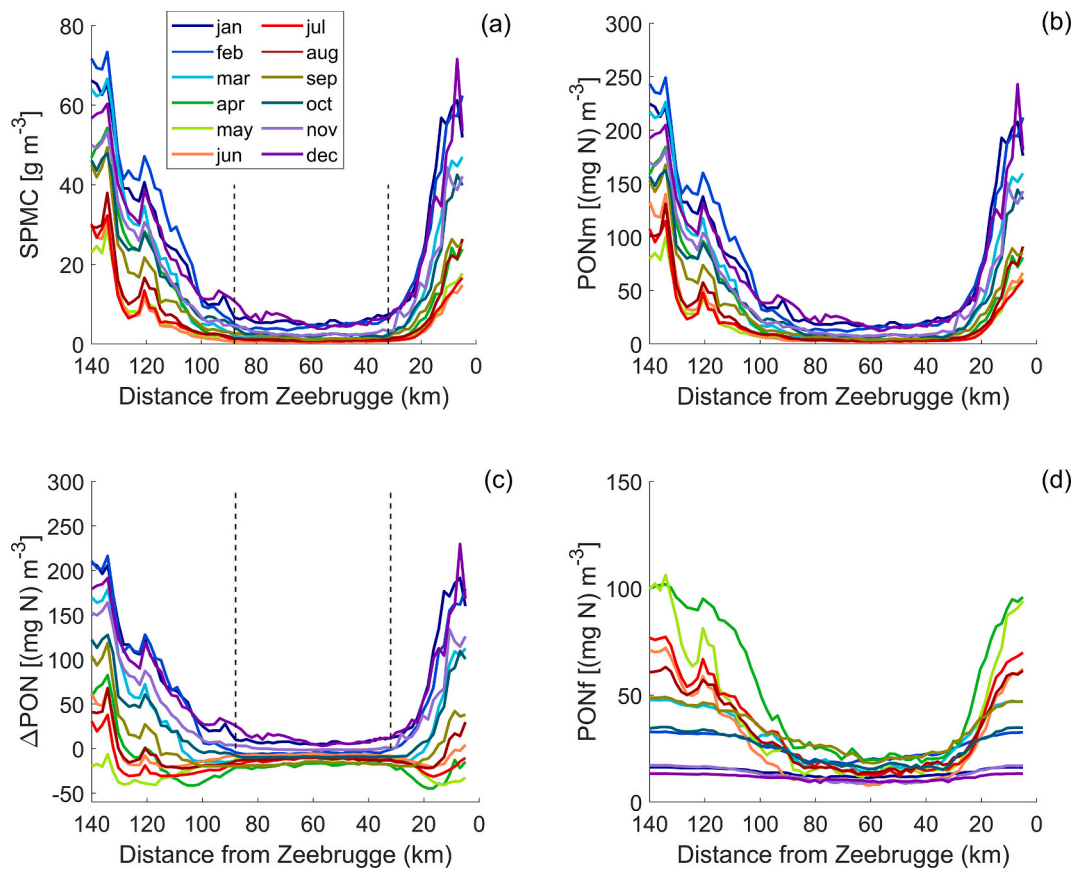 (a)
80
60
40
20
0
SPMC [g m-3]
jan
feb
mar
apr
may
jun
jul
aug
sep
oct
nov
dec
140 120 100 80 60 40 20 0
Distance from Zeebrugge (km)
(b)
300
250
200
150
100
50
0
PONm [(mg N) m-3]
140 120 100 80 60 40 20 0
Distance from Zeebrugge (km)
(c)
300
250
200
150
100
50
0
-50
ΔPON [(mg N) m-3]
140 120 100 80 60 40 20 0
Distance from Zeebrugge (km)
(d)
150
100
50
0
PONf [(mg N) m-3]
140 120 100 80 60 40 20 0
Distance from Zeebrugge (km)